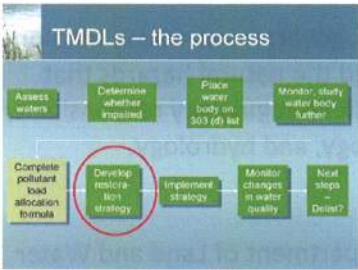 TMDLs – the process
Assess
waters
Determine
whether
impaired
Place
water
body on
303 (d) list
Monitor, study
water body
further
Complete
pollutant
load
allocation
formula
Develop
restora-
tion
strategy
Implement
strategy
Monitor
changes
in water
quality
Next
steps
–
Delist?